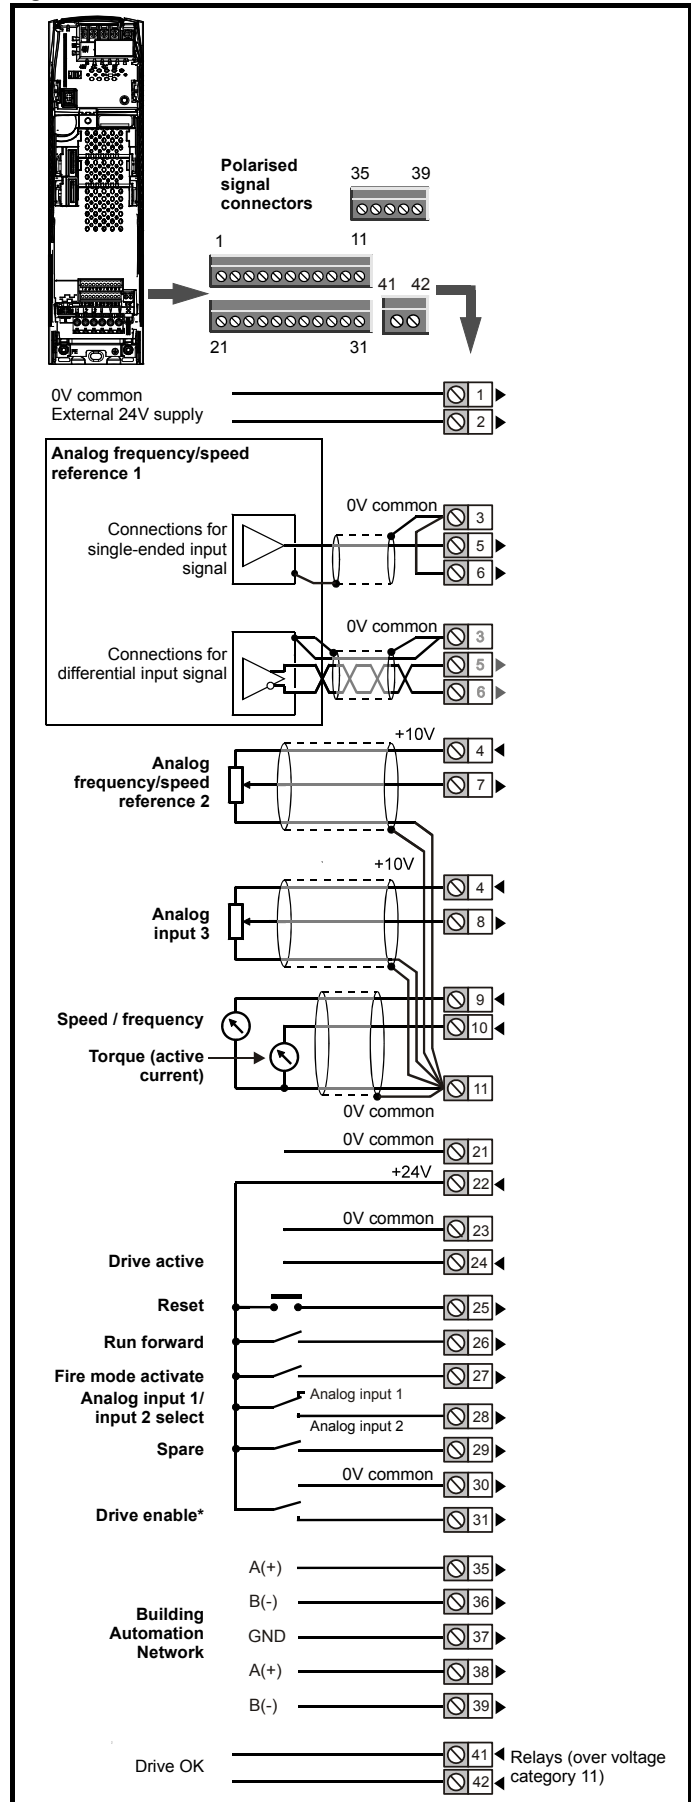 Polarised
signal
connectors
35 39
1 11
41 42
21 31
0V common
External 24V supply
1
2
Analog frequency/speed
reference 1
Connections for
single-ended input
signal
0V common
3
5
6
Connections for
differential input signal
0V common
3
5
6
Analog
frequency/speed
reference 2
+10V
4
7
Analog
input 3
+10V
4
8
Speed / frequency
9
10
Torque (active
current)
11
0V common
0V common
21
+24V
22
0V common
23
Drive active
24
Reset
25
Run forward
26
Fire mode activate
27
Analog input 1/
input 2 select
Analog input 1
Analog input 2
28
Spare
29
0V common
30
Drive enable*
31
Building
Automation
Network
A(+)
35
B(-)
36
GND
37
A(+)
38
B(-)
39
Drive OK
41
42
Relays (over voltage
category 11)